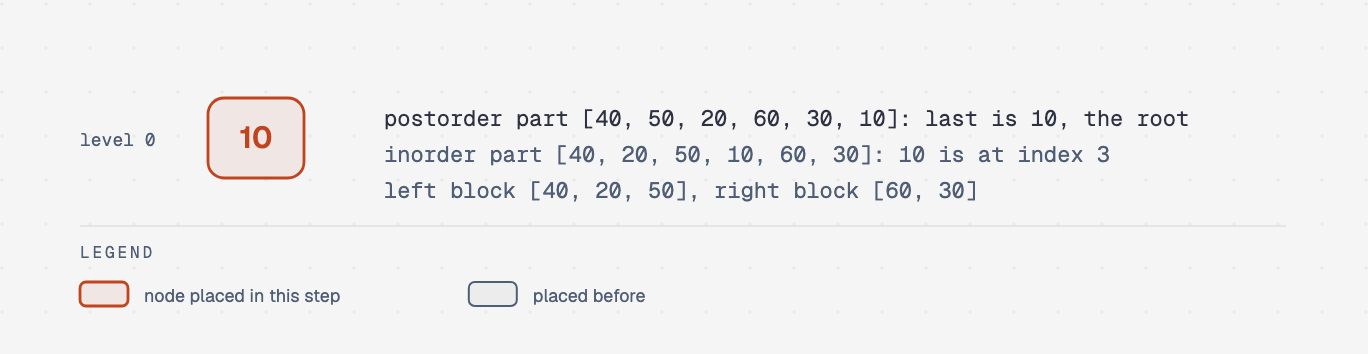 level 0
10
postorder part [40, 50, 20, 60, 30, 10]: last is 10, the root
inorder part [40, 20, 50, 10, 60, 30]: 10 is at index 3
left block [40, 20, 50], right block [60, 30]
LEGEND
node placed in this step
placed before